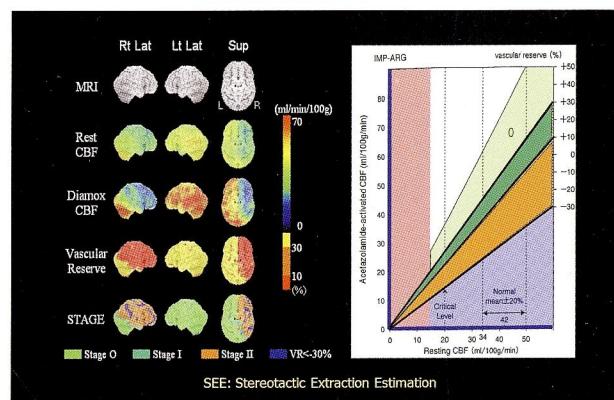 Rt Lat Lt Lat Sup
MRI
L R
(ml/min/100g)
70
Rest
CBF
Diamox
CBF
0
Vascular
Reserve
30
10
(%)
STAGE
Stage O Stage I Stage II VR<-30%
IMP-ARG vascular reserve (%)
+50
+30
+10
0
-10
-30
0
Acetazolamide-activated CBF (ml/100g/min)
80
70
60
50
40
30
20
10
0
Critical
Level
Normal
mean±20%
42
0 10 20 30 34 40 50
Resting CBF (ml/100g/min)
SEE: Stereotactic Extraction Estimation